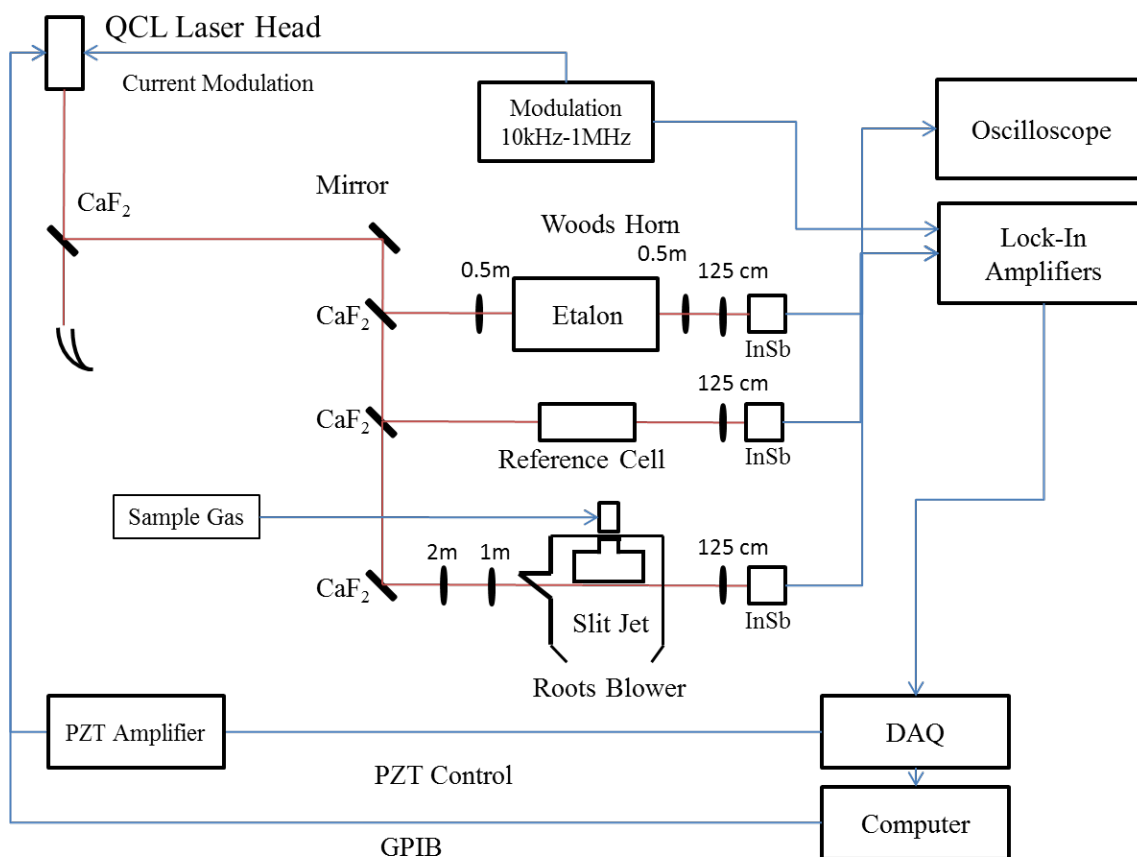 QCL Laser Head
Current Modulation
Modulation
10kHz-1MHz
Oscilloscope
CaF₂
Mirror
Woods Horn
Lock-In
Amplifiers
0.5m
0.5m
125 cm
CaF₂
Etalon
InSb
125 cm
CaF₂
Reference Cell
InSb
Sample Gas
2m
1m
125 cm
CaF₂
Slit Jet
InSb
Roots Blower
PZT Amplifier
DAQ
PZT Control
Computer
GPIB